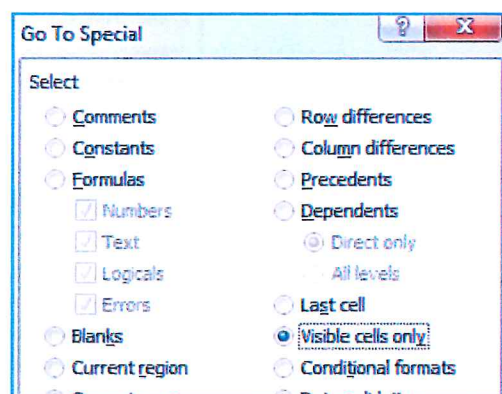 Go To Special
?
X
Select
Comments
Constants
Formulas
Numbers
Text
Logicals
Errors
Blanks
Current region
Row differences
Column differences
Precedents
Dependents
Direct only
All levels
Last cell
Visible cells only
Conditional formats